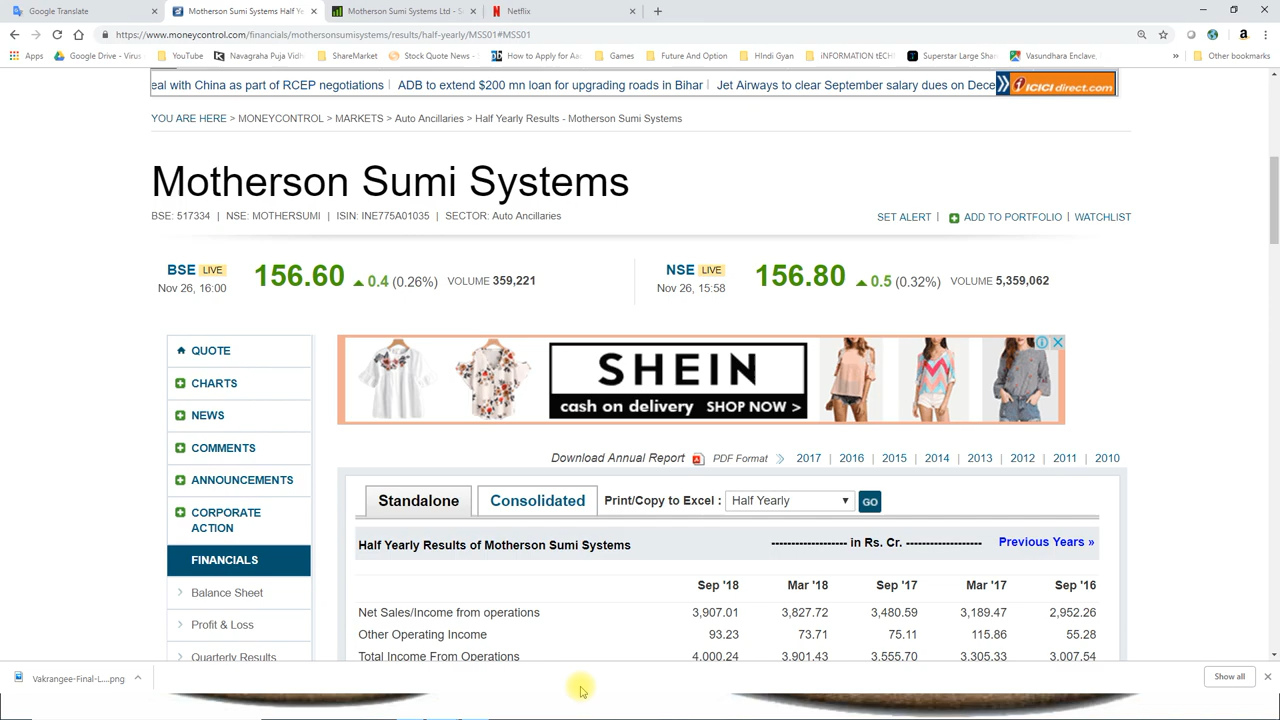 Google Translate
Motherson Sumi Systems Half Ye
Motherson Sumi Systems Ltd - S
Netflix
https://www.moneycontrol.com/financials/mothersonsumisystems/results/half-yearly/MSS01#MSS01
Apps
Google Drive - Virus
YouTube
Navagraha Puja Vidh
ShareMarket
Stock Quote News -
How to Apply for Aad
Games
Future And Option
HIndi Gyan
iNFORMATION tECH
Superstar Large Shar
Vasundhara Enclave,
Other bookmarks
eal with China as part of RCEP negotiations | ADB to extend $200 mn loan for upgrading roads in Bihar | Jet Airways to clear September salary dues on Dece
ICICI direct.com
YOU ARE HERE > MONEYCONTROL > MARKETS > Auto Ancillaries > Half Yearly Results - Motherson Sumi Systems
Motherson Sumi Systems
BSE: 517334 | NSE: MOTHERSUMI | ISIN: INE775A01035 | SECTOR: Auto Ancillaries
SET ALERT | ADD TO PORTFOLIO | WATCHLIST
BSE LIVE 156.60 0.4 (0.26%) VOLUME 359,221
Nov 26, 16:00
NSE LIVE 156.80 0.5 (0.32%) VOLUME 5,359,062
Nov 26, 15:58
QUOTE
CHARTS
NEWS
COMMENTS
ANNOUNCEMENTS
CORPORATE
ACTION
FINANCIALS
Balance Sheet
Profit & Loss
Quarterly Results
SHEIN
cash on delivery SHOP NOW >
Download Annual Report PDF Format 2017 | 2016 | 2015 | 2014 | 2013 | 2012 | 2011 | 2010
Standalone Consolidated Print/Copy to Excel : Half Yearly GO
Half Yearly Results of Motherson Sumi Systems ------------------- in Rs. Cr. ------------------- Previous Years »
Sep '18 Mar '18 Sep '17 Mar '17 Sep '16
Net Sales/Income from operations 3,907.01 3,827.72 3,480.59 3,189.47 2,952.26
Other Operating Income 93.23 73.71 75.11 115.86 55.28
Total Income From Operations 4,000.24 3,901.43 3,555.70 3,305.33 3,007.54
Vakrangee-Final-L....png
Show all